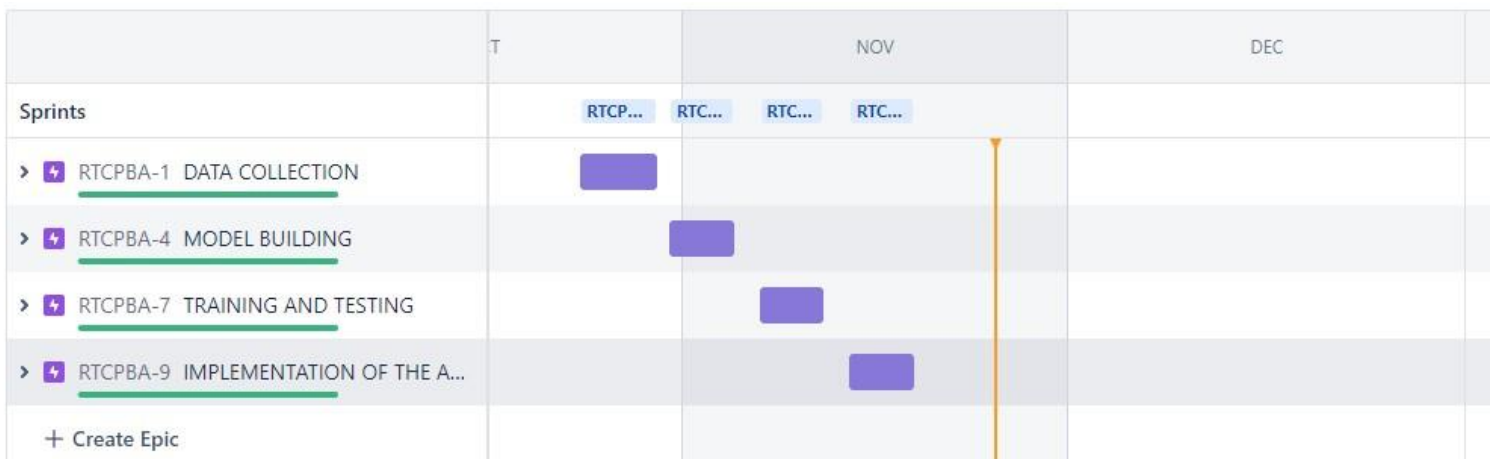 T NOV DEC
Sprints RTCP... RTC... RTC... RTC...
RTCPBA-1 DATA COLLECTION
RTCPBA-4 MODEL BUILDING
RTCPBA-7 TRAINING AND TESTING
RTCPBA-9 IMPLEMENTATION OF THE A...
+ Create Epic